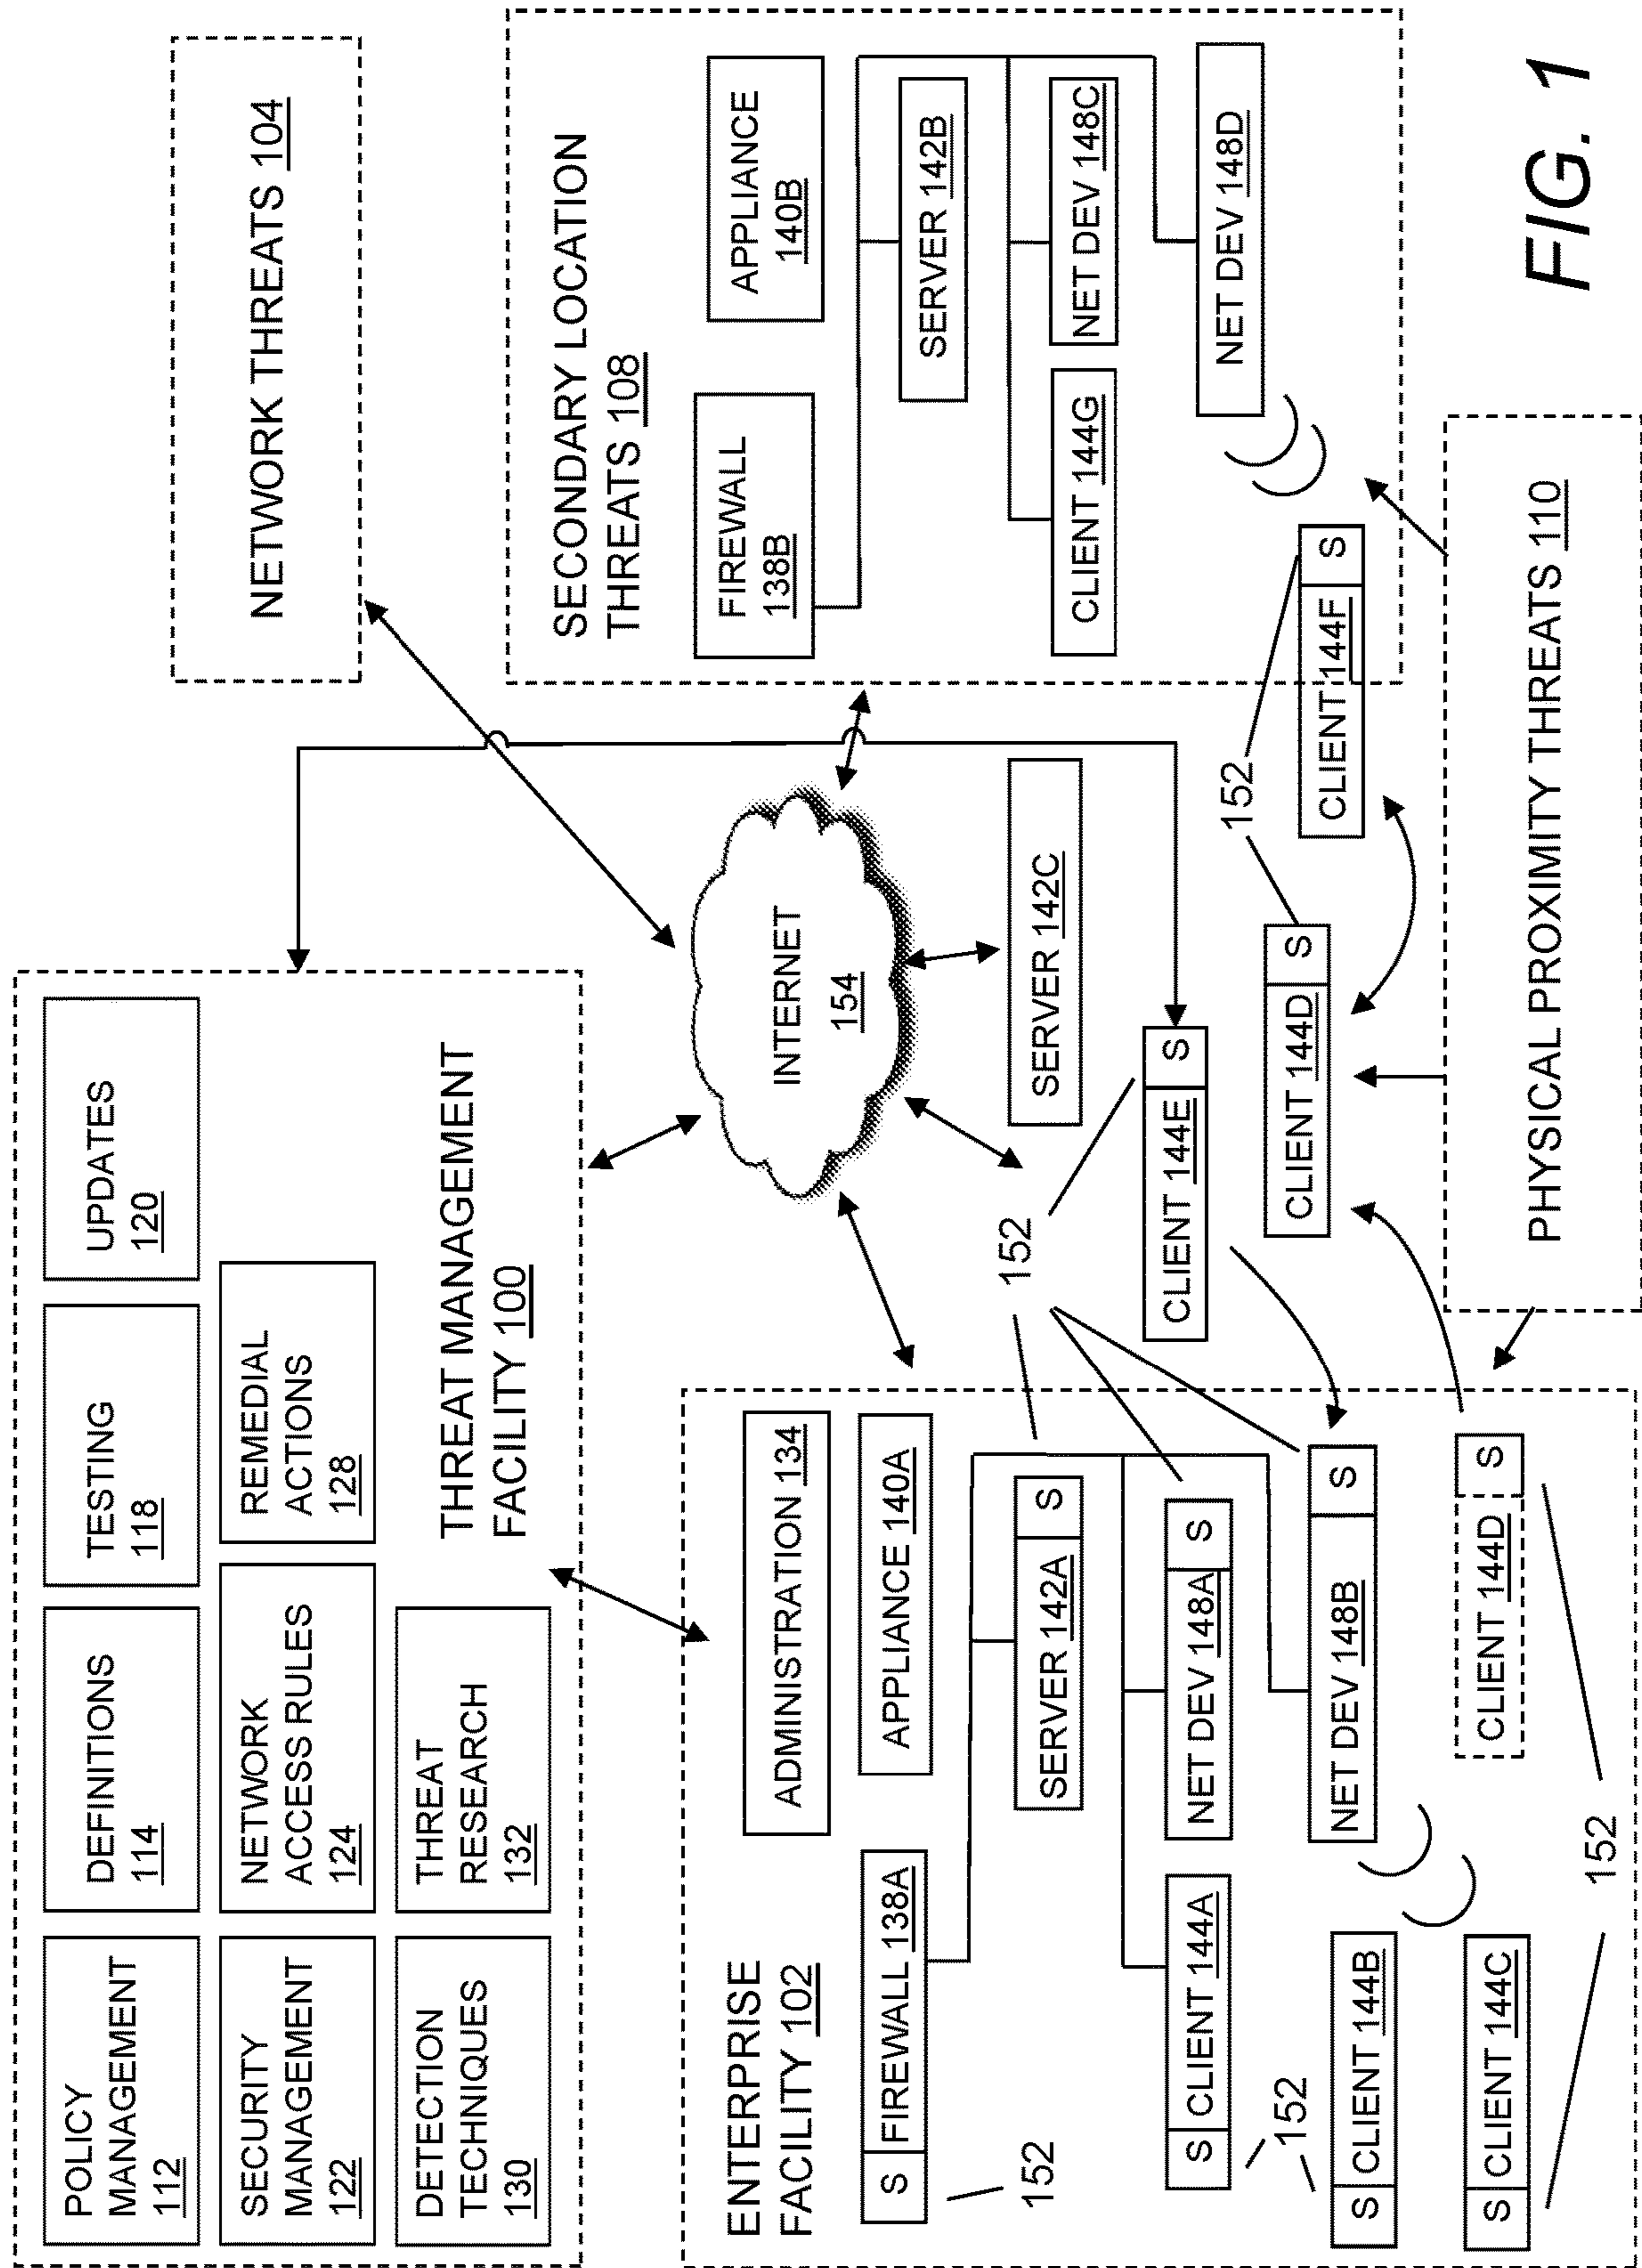 POLICY
MANAGEMENT
112
DEFINITIONS
114
TESTING
118
UPDATES
120
SECURITY
MANAGEMENT
122
NETWORK
ACCESS RULES
124
REMEDIAL
ACTIONS
128
DETECTION
TECHNIQUES
130
THREAT
RESEARCH
132
THREAT MANAGEMENT
FACILITY 100
NETWORK THREATS 104
INTERNET
154
SECONDARY LOCATION
THREATS 108
FIREWALL
138B
APPLIANCE
140B
SERVER 142B
CLIENT 144G
NET DEV 148C
NET DEV 148D
ENTERPRISE
FACILITY 102
ADMINISTRATION 134
S FIREWALL 138A
APPLIANCE 140A
152
SERVER 142A S
152
SERVER 142C
S CLIENT 144A
NET DEV 148A S
CLIENT 144E S
152
152
S CLIENT 144B
NET DEV 148B S
CLIENT 144D S
CLIENT 144F S
S CLIENT 144C
CLIENT 144D S
152
PHYSICAL PROXIMITY THREATS 110
FIG. 1